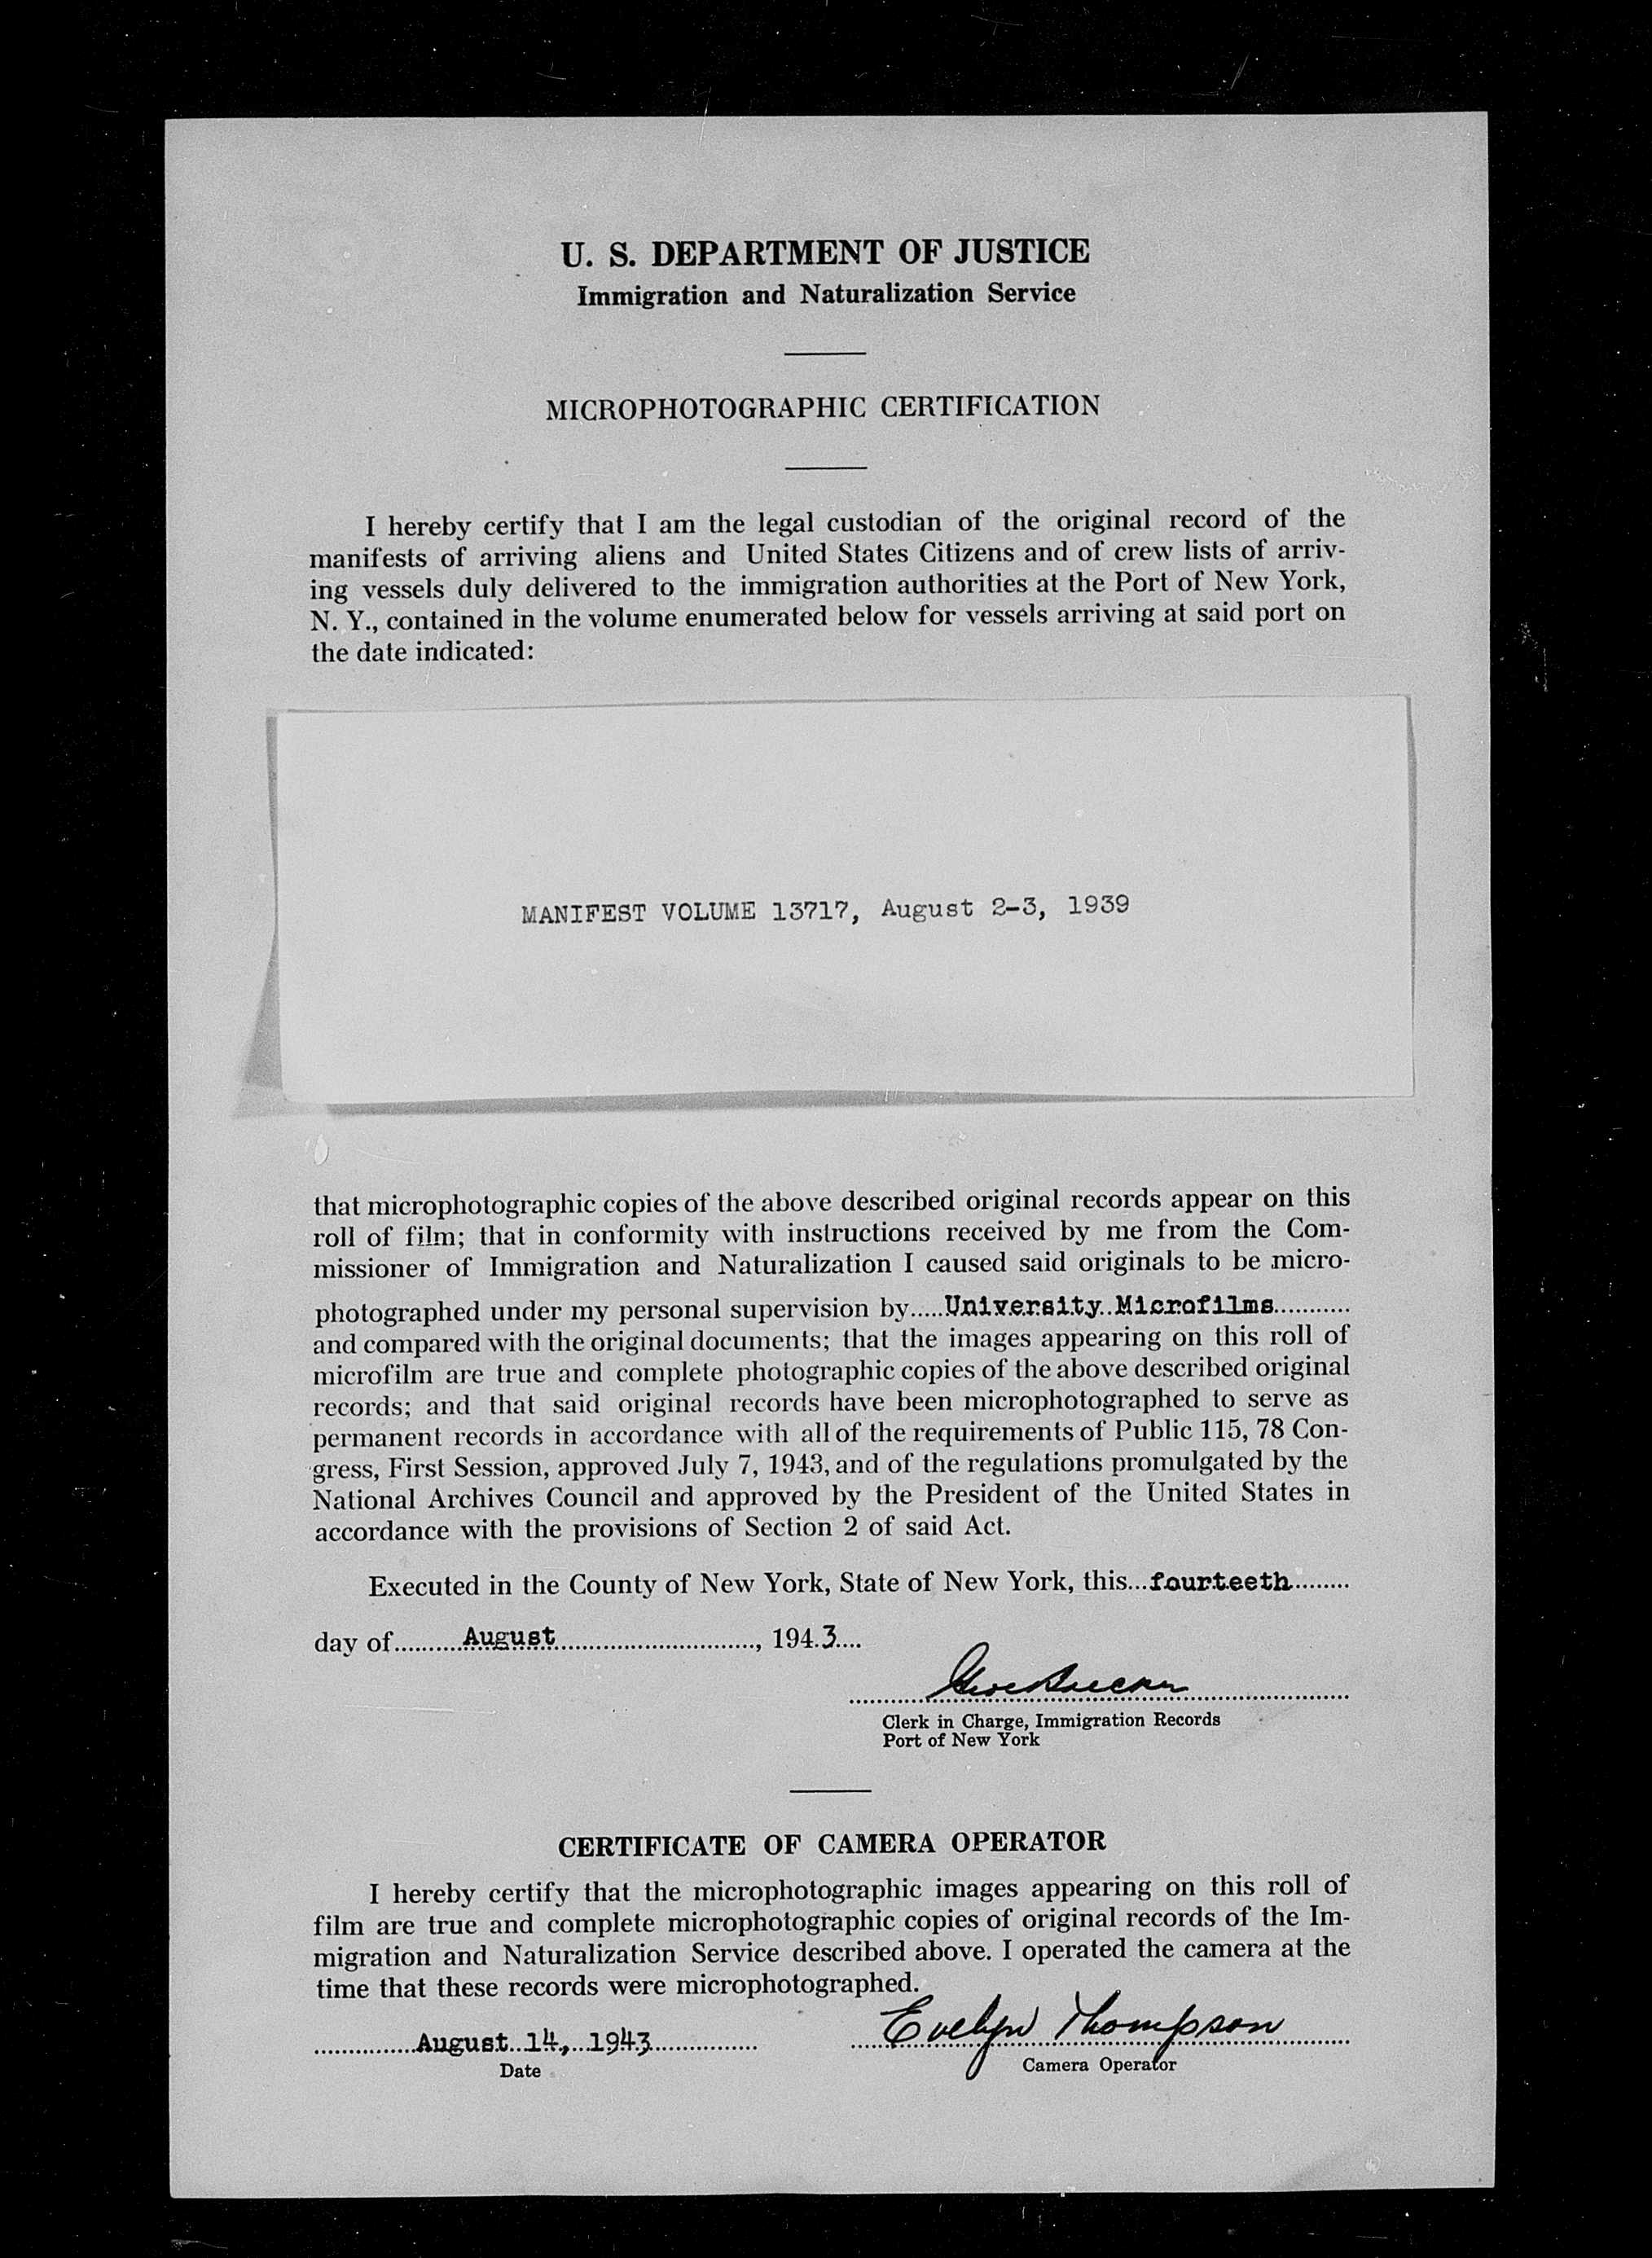 U. S. DEPARTMENT OF JUSTICE
Immigration and Naturalization Service
MICROPHOTOGRAPHIC CERTIFICATION
I hereby certify that I am the legal custodian of the original record of the
manifests of arriving aliens and United States Citizens and of crew lists of arriv-
ing vessels duly delivered to the immigration authorities at the Port of New York,
N. Y., contained in the volume enumerated below for vessels arriving at said port on
the date indicated:
MANIFEST VOLUME 13717, August 2-3, 1939
that microphotographic copies of the above described original records appear on this
roll of film; that in conformity with instructions received by me from the Com-
missioner of Immigration and Naturalization I caused said originals to be micro-
photographed under my personal supervision by.....University Microfilms...........
and compared with the original documents; that the images appearing on this roll of
microfilm are true and complete photographic copies of the above described original
records; and that said original records have been microphotographed to serve as
permanent records in accordance with all of the requirements of Public 115, 78 Con-
gress, First Session, approved July 7, 1943, and of the regulations promulgated by the
National Archives Council and approved by the President of the United States in
accordance with the provisions of Section 2 of said Act.
Executed in the County of New York, State of New York, this...fourteeth.........
day of..........August............................., 194.3....
Clerk in Charge, Immigration Records
Port of New York
CERTIFICATE OF CAMERA OPERATOR
I hereby certify that the microphotographic images appearing on this roll of
film are true and complete microphotographic copies of original records of the Im-
migration and Naturalization Service described above. I operated the camera at the
time that these records were microphotographed.
...............August 14, 1943................ Evelyn Thompson
Date Camera Operator